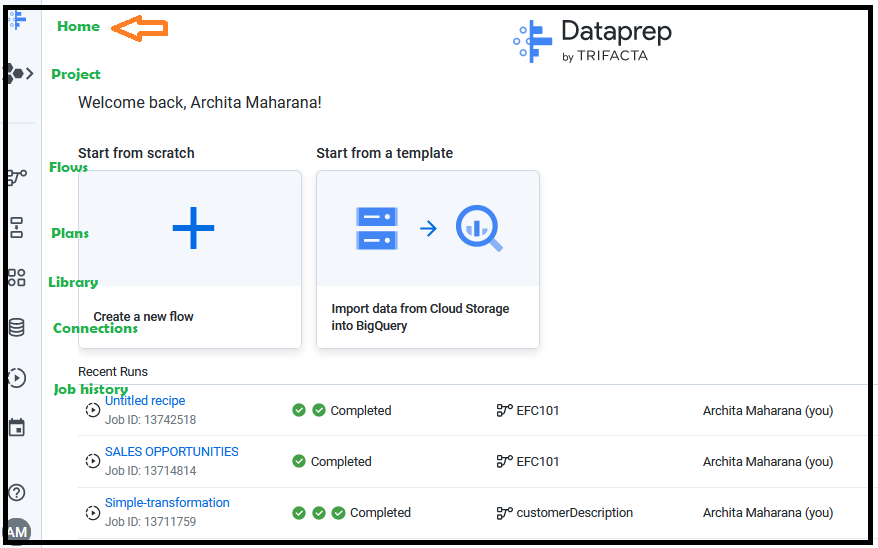 Home
Dataprep
by TRIFACTA
Project
Welcome back, Archita Maharana!
Start from scratch
Start from a template
Flows
Plans
Library
Create a new flow
Import data from Cloud Storage
into BigQuery
Connections
Recent Runs
Job history
Untitled recipe
Job ID: 13742518
Completed
EFC101
Archita Maharana (you)
SALES OPPORTUNITIES
Job ID: 13714814
Completed
EFC101
Archita Maharana (you)
Simple-transformation
Job ID: 13711759
Completed
customerDescription
Archita Maharana (you)
AM